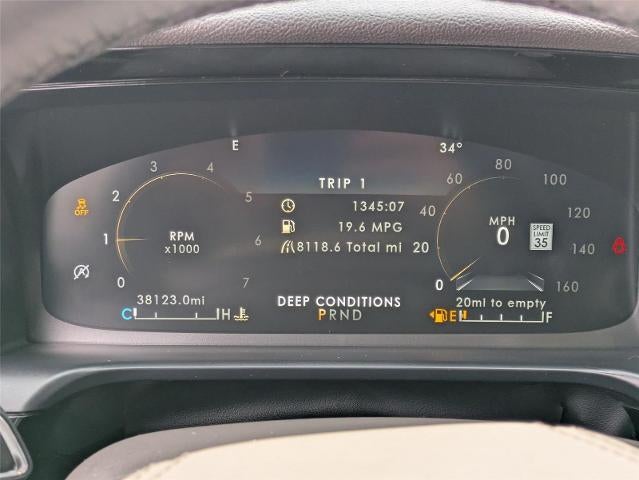 E 34°
TRIP 1
1345:07
19.6 MPG
8118.6 Total mi
OFF
0 1 2 3 4 5 6 7
RPM
x1000
0 20 40 60 80 100 120 140 160
MPH
0
SPEED
LIMIT
35
38123.0mi
C H
DEEP CONDITIONS
PRND
20mi to empty
E F